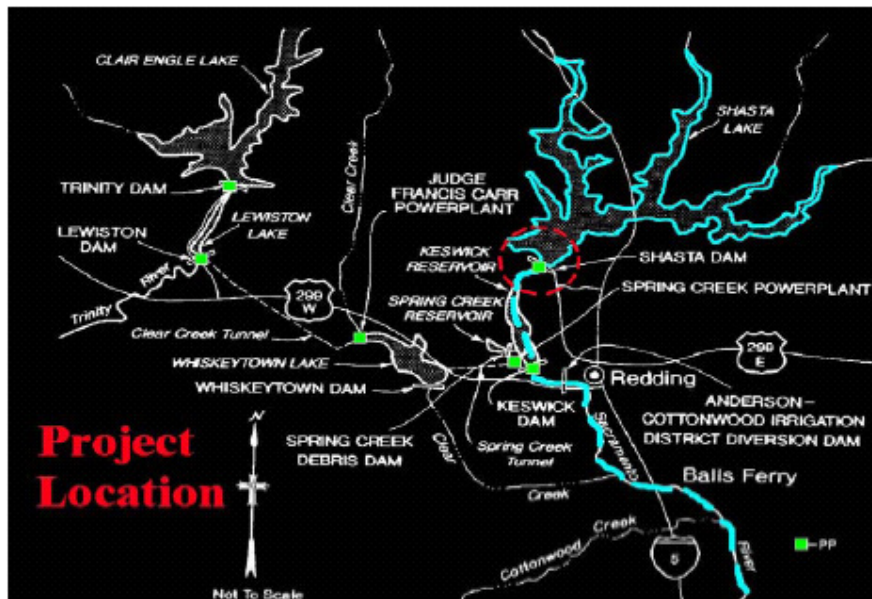 CLAIR ENGLE LAKE
SHASTA
LAKE
Clear Creek
TRINITY DAM
JUDGE
FRANCIS CARR
POWERPLANT
LEWISTON
DAM
LEWISTON
LAKE
KESWICK
RESERVOIR
SHASTA DAM
SPRING CREEK POWERPLANT
Trinity River
299
W
SPRING CREEK
RESERVOIR
Clear Creek Tunnel
299
E
WHISKEYTOWN LAKE
WHISKEYTOWN DAM
Redding
KESWICK
DAM
ANDERSON-
COTTONWOOD IRRIGATION
DISTRICT DIVERSION DAM
SPRING CREEK
DEBRIS DAM
Spring Creek
Tunnel
Sacramento
River
Clear
Creek
Balls Ferry
Project
Location
N
Cottonwood Creek
5
PP
Not To Scale